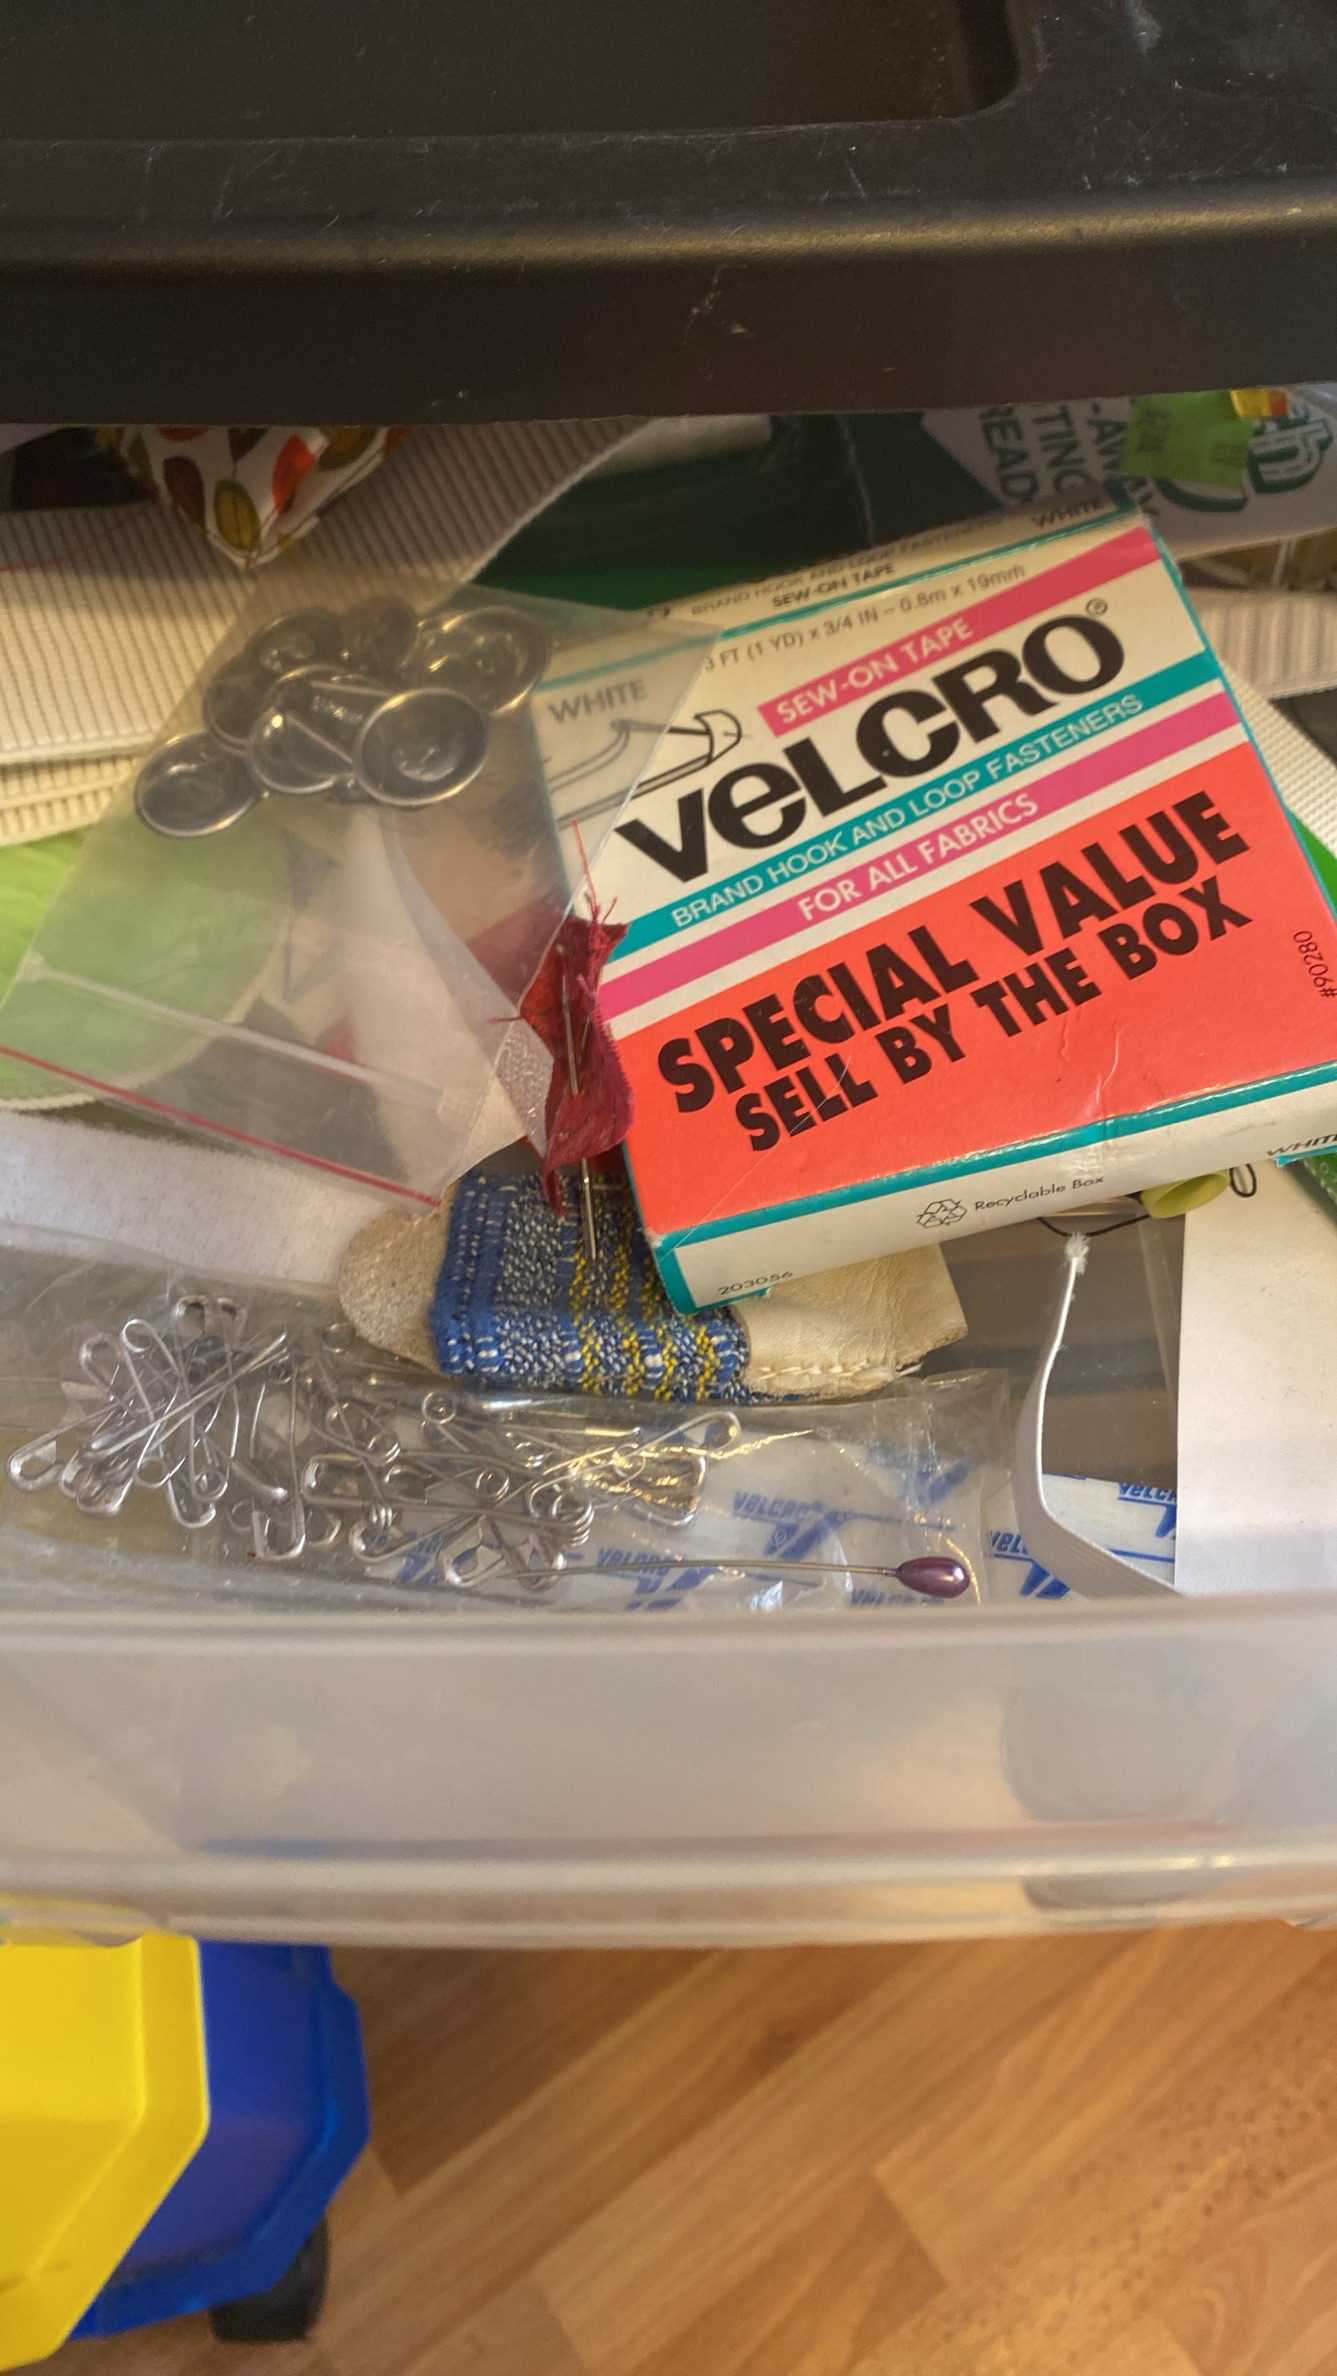 WHITE
BRAND HOOK AND LOOP FASTENERS
SEW-ON TAPE
3 FT (1 YD) x 3/4 IN – 0.8m x 19mm
WHITE
SEW-ON TAPE
VELCRO®
BRAND HOOK AND LOOP FASTENERS
FOR ALL FABRICS
SPECIAL VALUE
SELL BY THE BOX
#90280
WHITE
Recyclable Box
203056
VELCRO
VELCRO